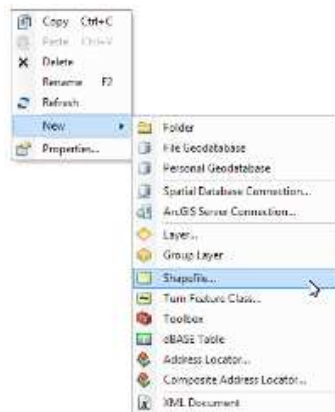 Copy Ctrl+C
Paste Ctrl+V
Delete
Rename F2
Refresh
New
Properties...
Folder
File Geodatabase
Personal Geodatabase
Spatial Database Connection...
ArcGIS Server Connection...
Layer...
Group Layer
Shapefile...
Turn Feature Class...
Toolbox
dBASE Table
Address Locator...
Composite Address Locator...
XML Document